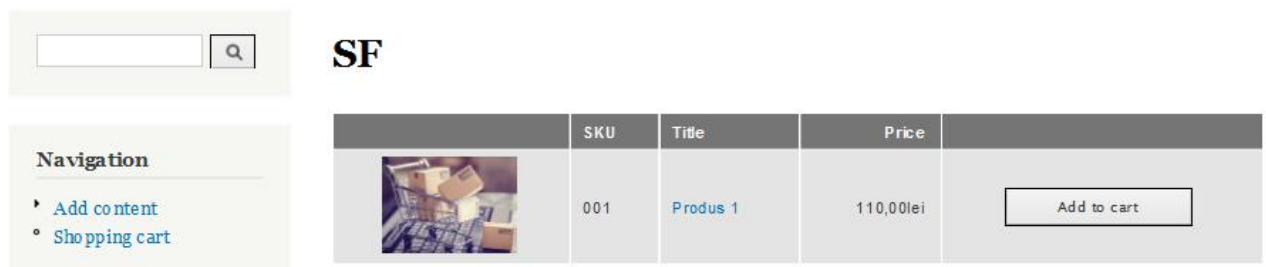 SF
SKU Title Price
Navigation
Add content
001 Produs 1 110,00lei Add to cart
Shopping cart